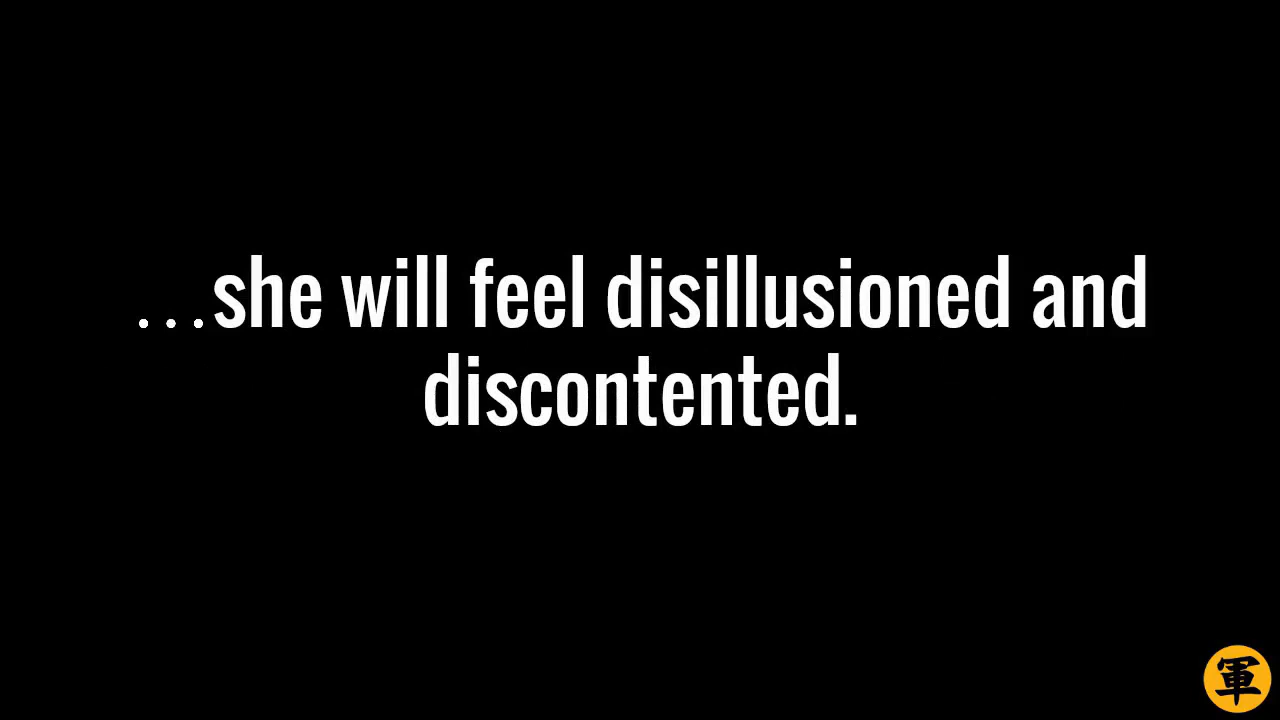 …she will feel disillusioned and
discontented.
軍